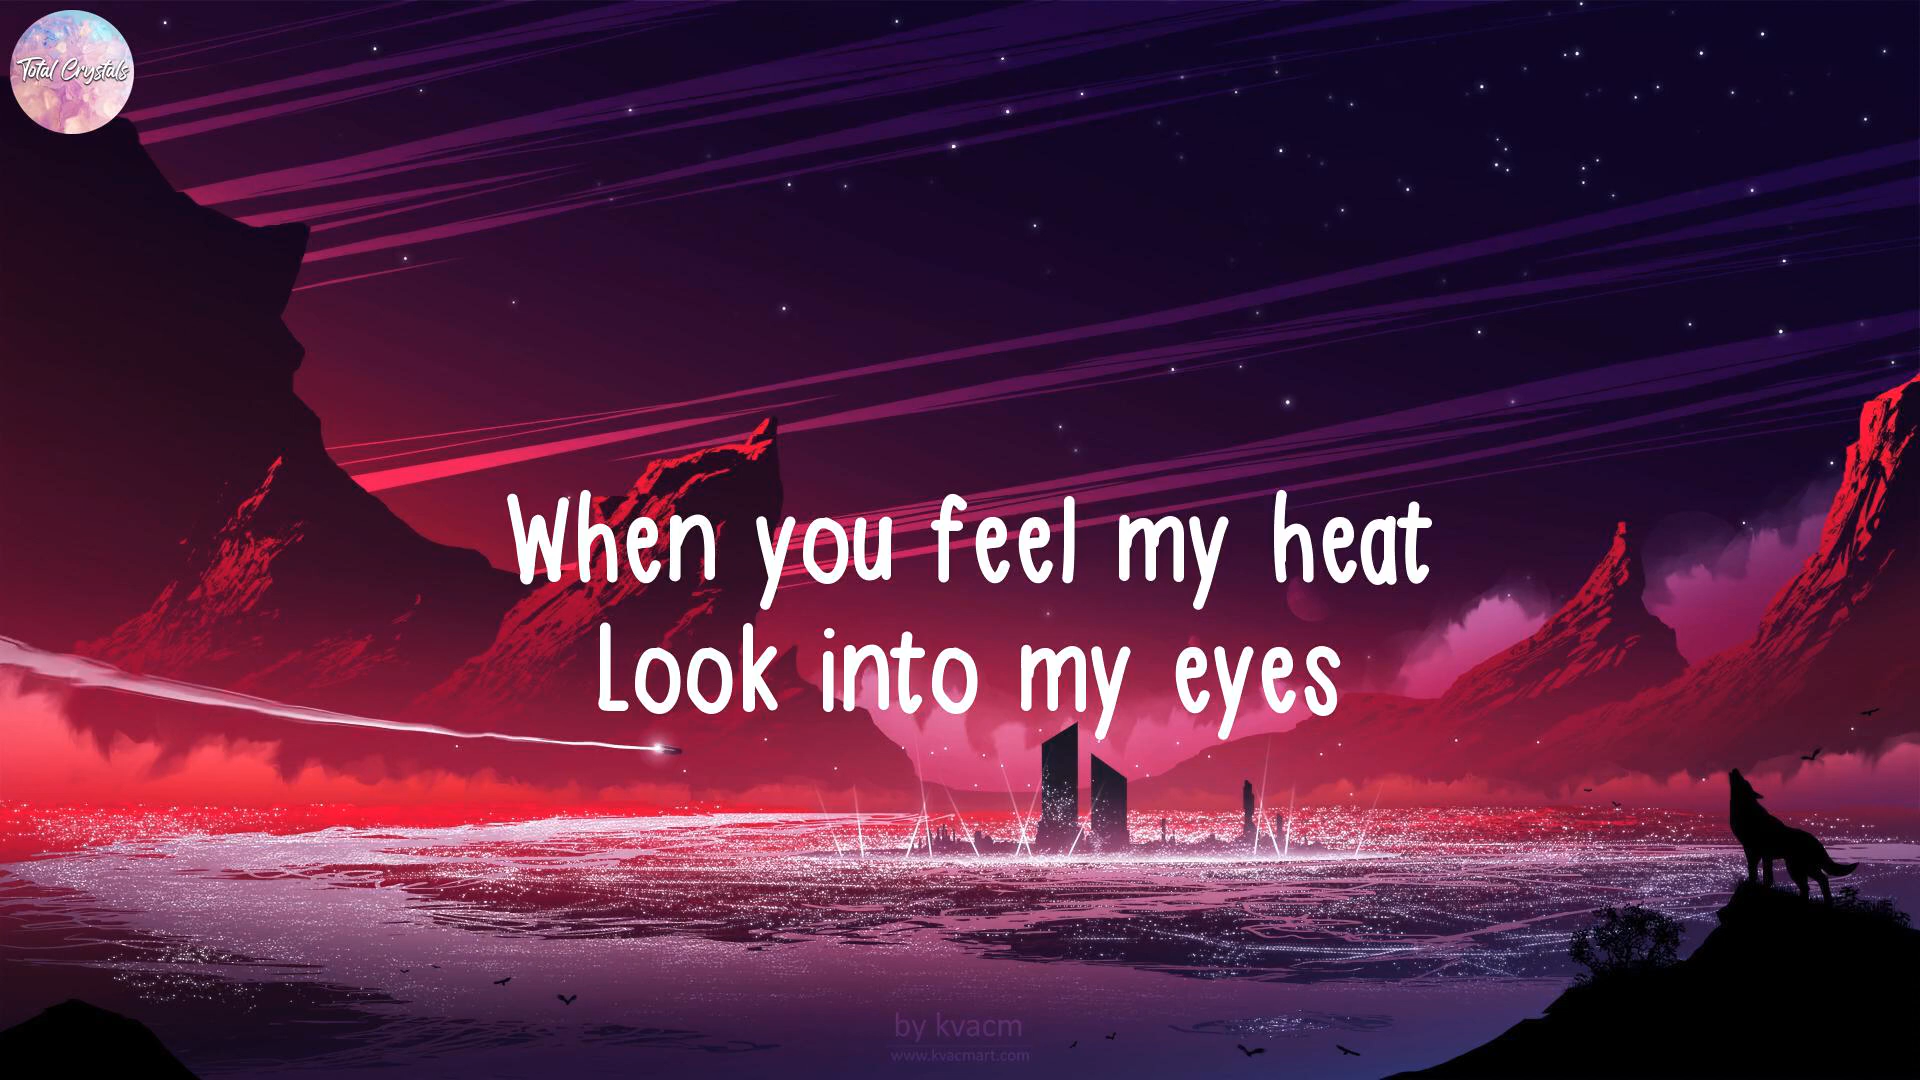 Total Crystals
When you feel my heat
Look into my eyes
by kvacm
www.kvacmart.com